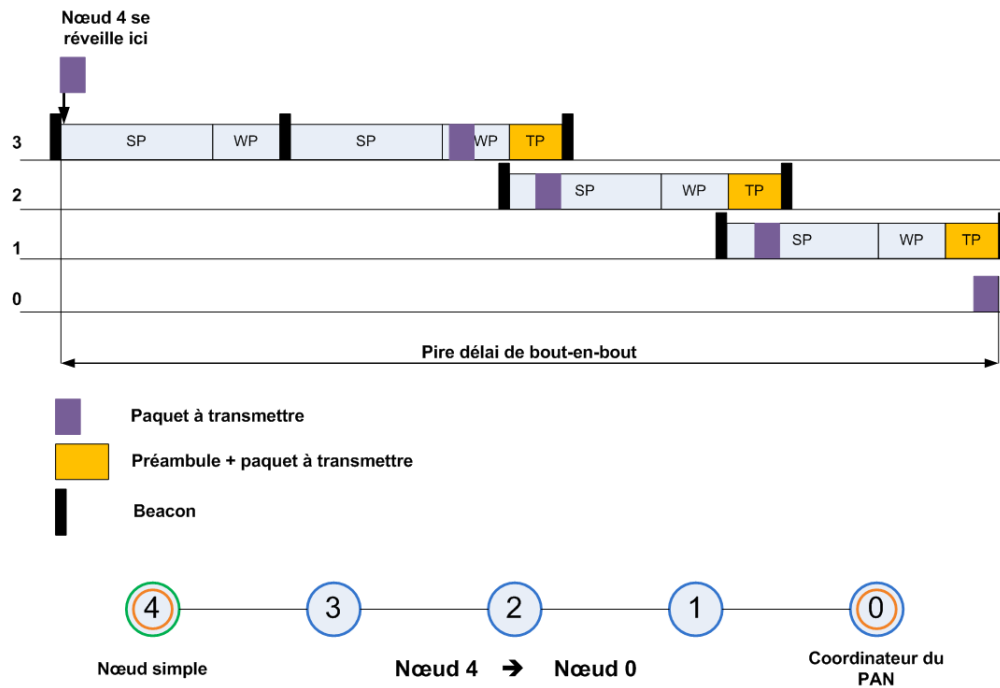 Nœud 4 se
réveille ici
3 SP WP SP WP TP
2 SP WP TP
1 SP WP TP
0
Pire délai de bout-en-bout
Paquet à transmettre
Préambule + paquet à transmettre
Beacon
4 3 2 1 0
Nœud simple Nœud 4 ➔ Nœud 0 Coordinateur du
PAN